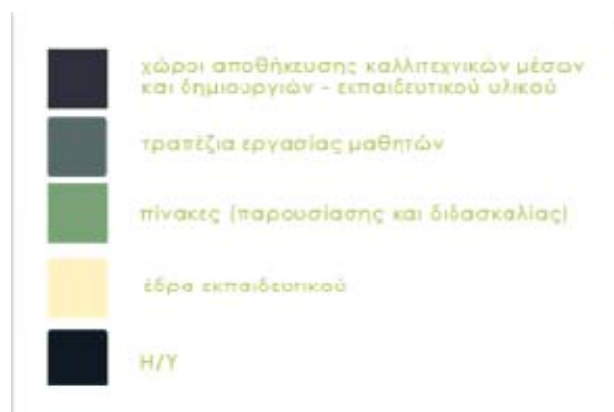 χώροι αποθήκευσης καλλιτεχνικών μέσων
και δημιουργιών - εκπαιδευτικού υλικού
τραπέζια εργασίας μαθητών
πίνακες (παρουσίασης και διδασκαλίας)
έδρα εκπαιδευτικού
Η/Υ